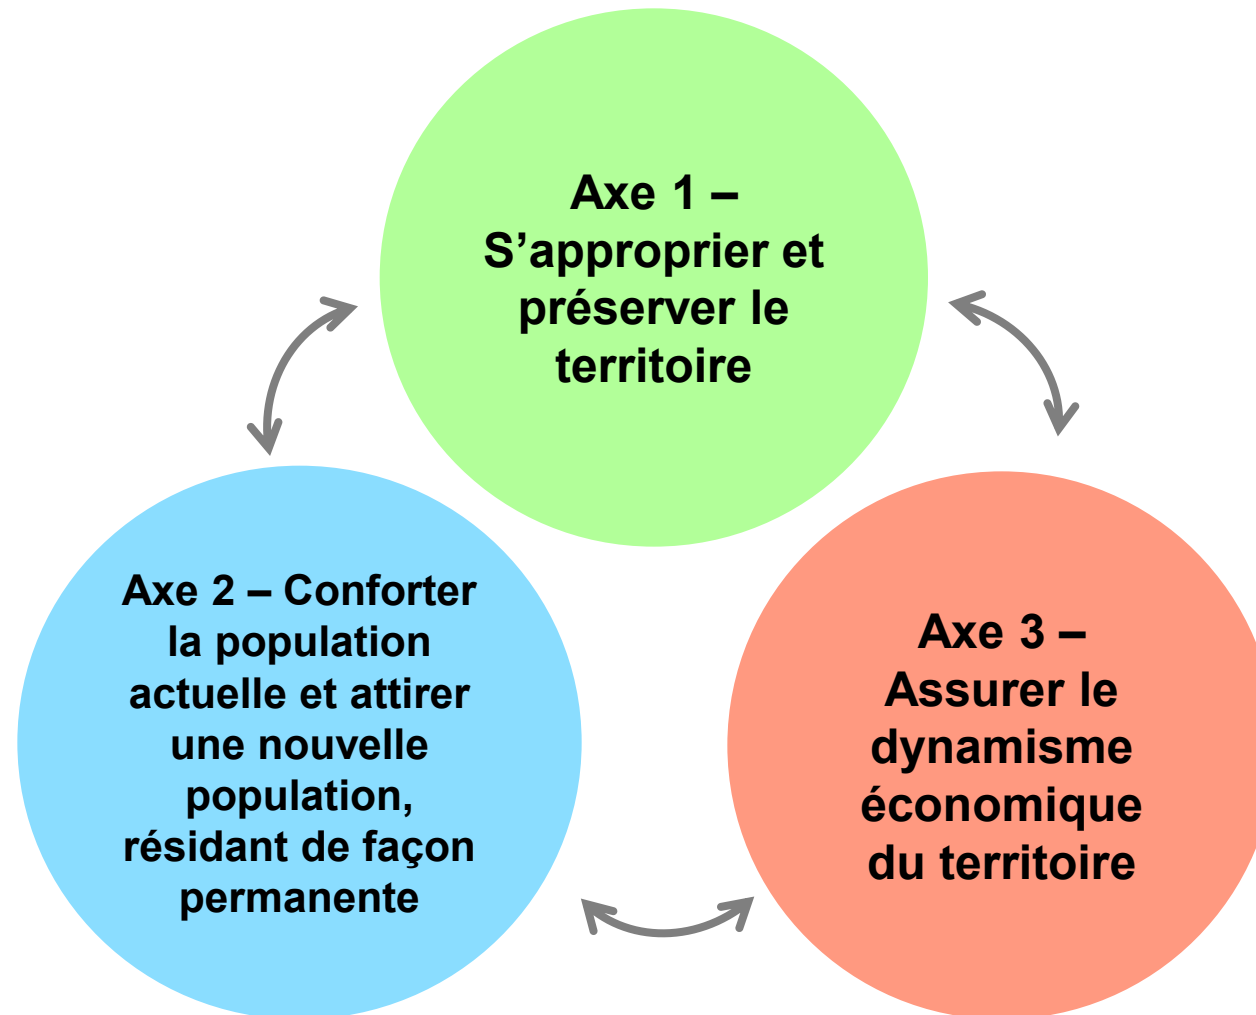 Axe 1 –
S’approprier et
préserver le
territoire
Axe 2 – Conforter
la population
actuelle et attirer
une nouvelle
population,
résidant de façon
permanente
Axe 3 –
Assurer le
dynamisme
économique
du territoire